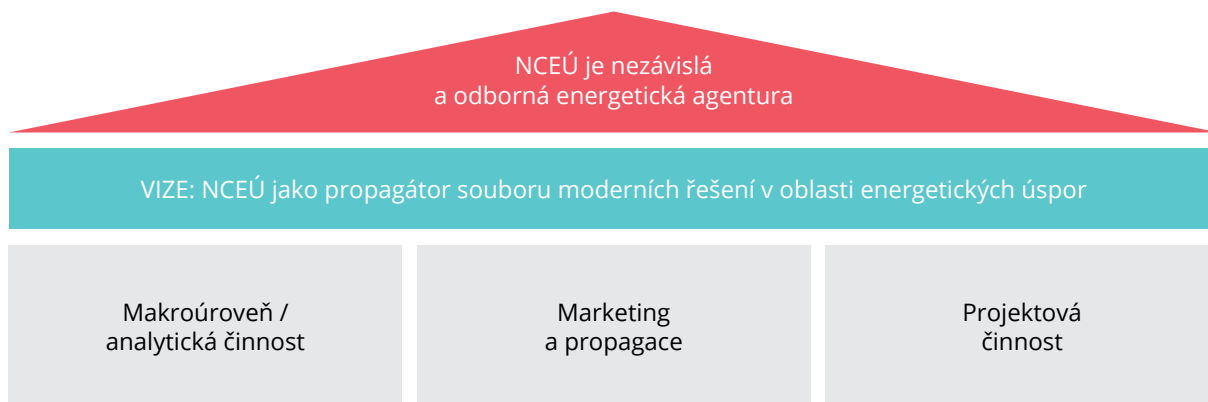 NCEÚ je nezávislá
a odborná energetická agentura
VIZE: NCEÚ jako propagátor souboru moderních řešení v oblasti energetických úspor
Makroúroveň /
analytická činnost
Marketing
a propagace
Projektová
činnost